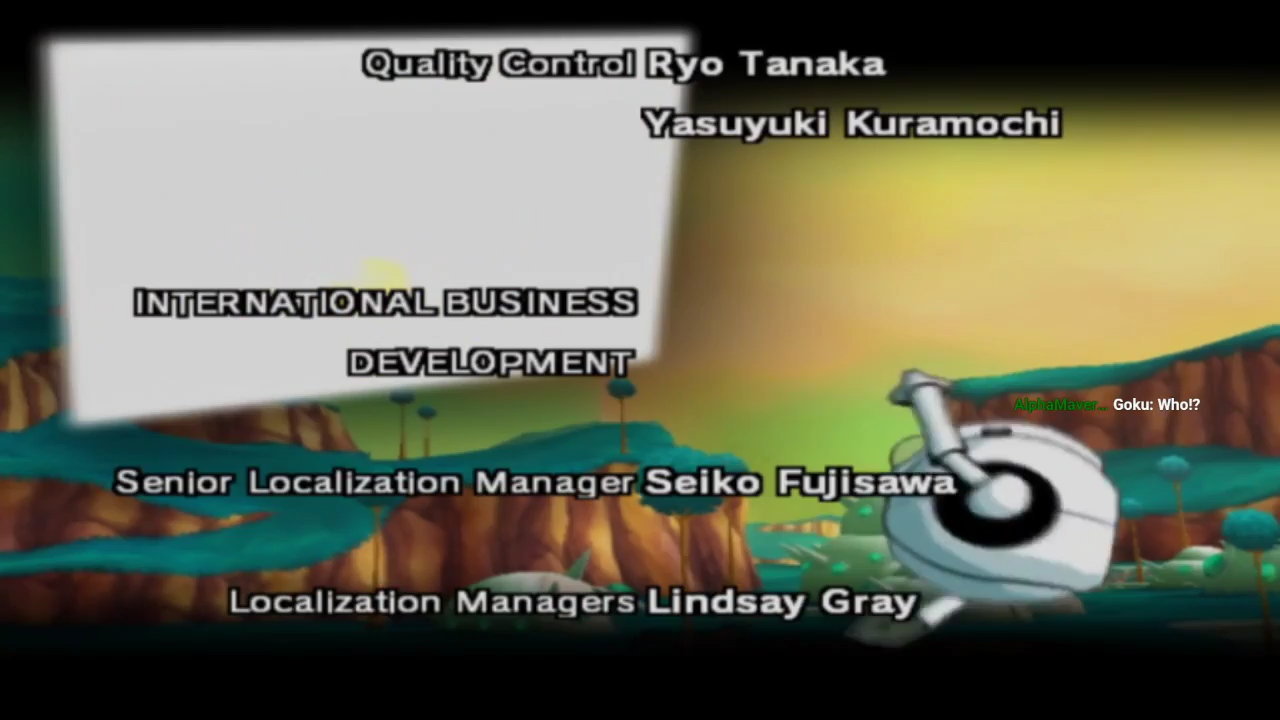 Quality Control Ryo Tanaka
Yasuyuki Kuramochi
INTERNATIONAL BUSINESS
DEVELOPMENT
AlphaMaver... Goku: Who!?
Senior Localization Manager Seiko Fujisawa
Localization Managers Lindsay Gray